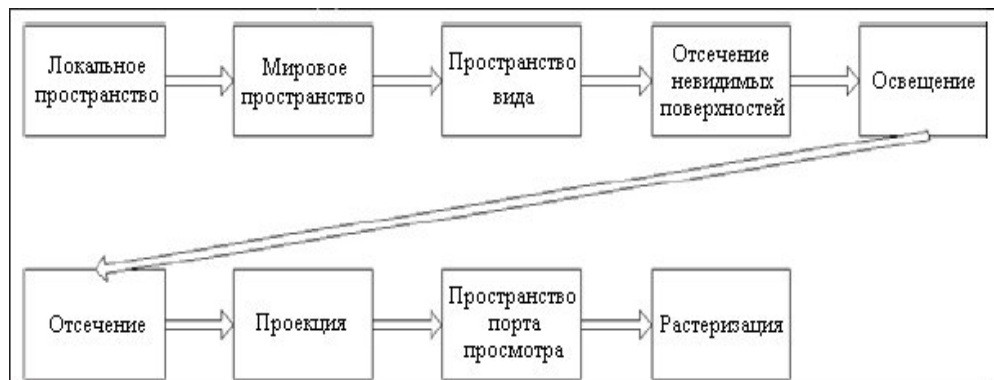 Локальное
пространство
Мировое
пространство
Пространство
вида
Отсечение
невидимых
поверхностей
Освещение
Отсечение
Проекция
Пространство
порта
просмотра
Растеризация